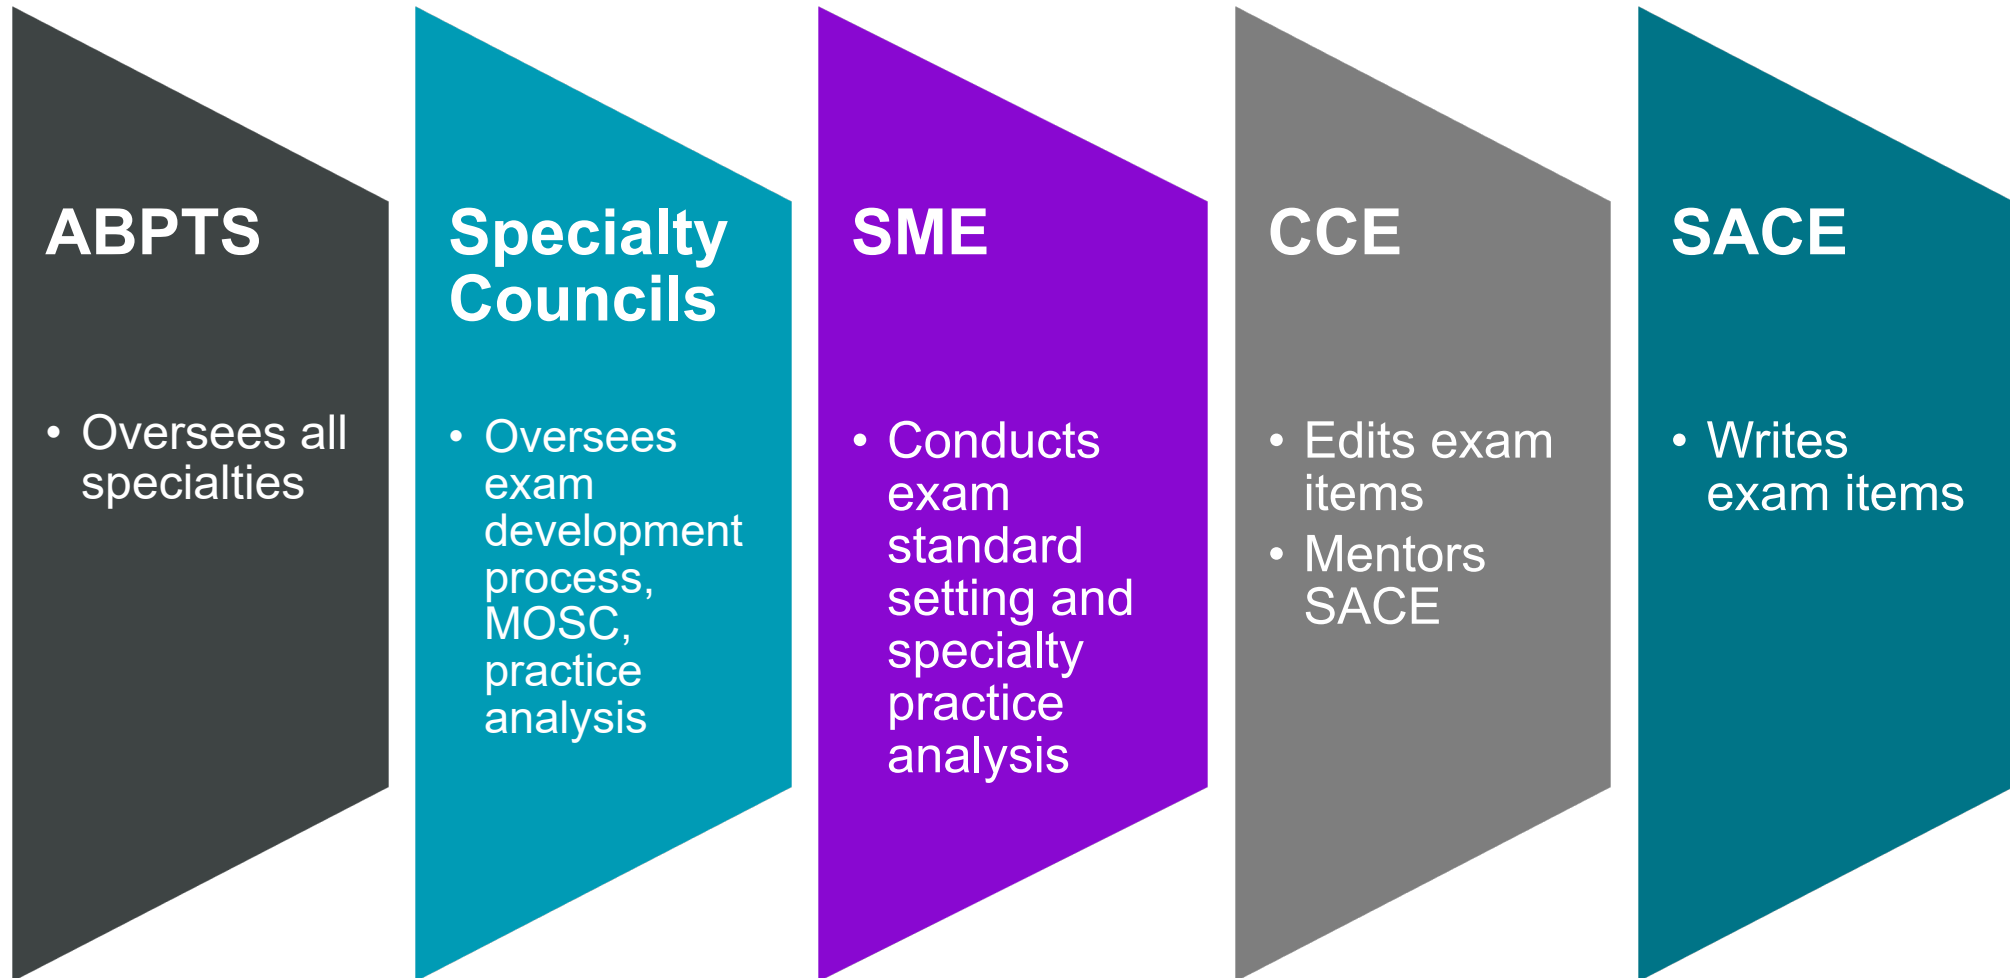 ABPTS
• Oversees all
specialties
Specialty
Councils
• Oversees
exam
development
process,
MOSC,
practice
analysis
SME
• Conducts
exam
standard
setting and
specialty
practice
analysis
CCE
• Edits exam
items
• Mentors
SACE
SACE
• Writes
exam items